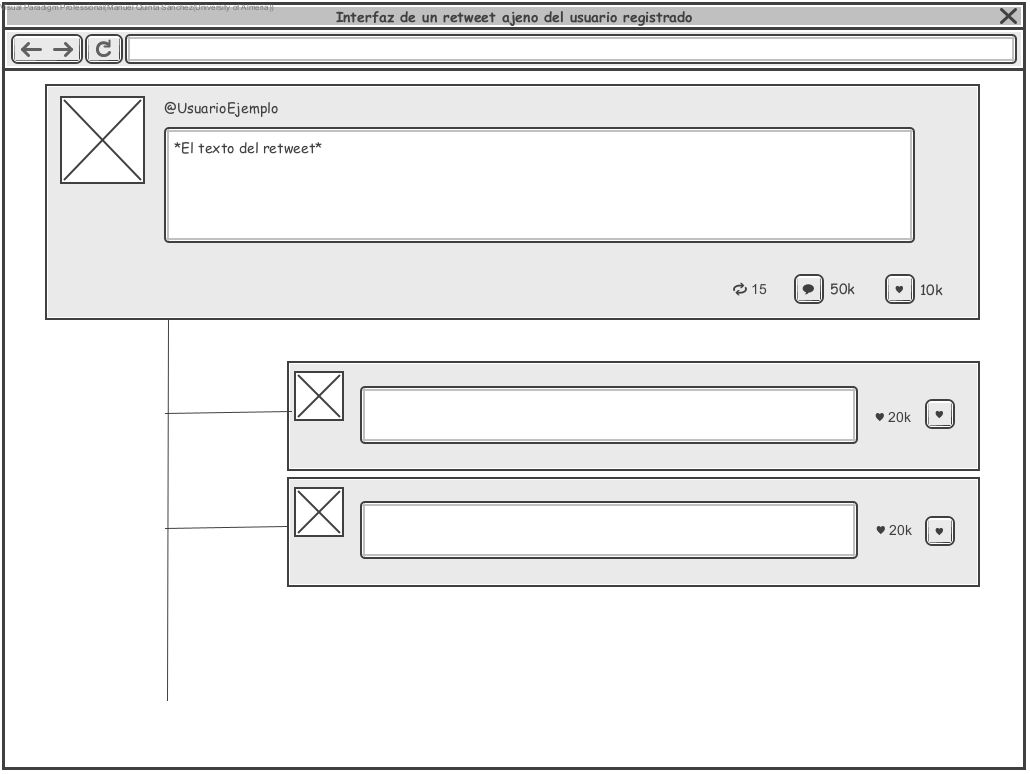 Visual Paradigm Professional(Manuel Quinta Sanchez(University of Almeria))
Interfaz de un retweet ajeno del usuario registrado
@UsuarioEjemplo
*El texto del retweet*
15 50k 10k
20k
20k